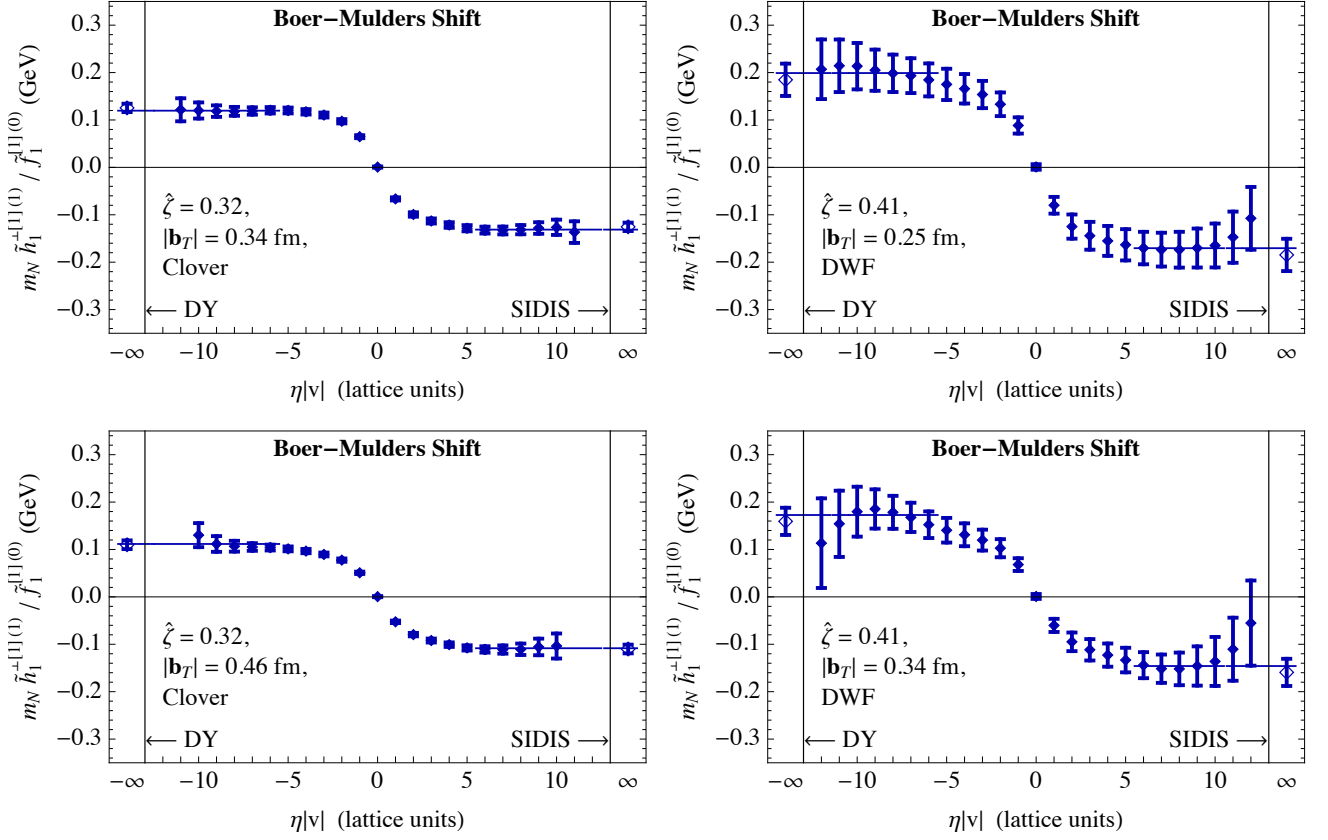 Boer−Mulders Shift
m_N h̃_1^{⊥[1](1)} / f̃_1^{[1](0)} (GeV)
0.3
0.2
0.1
0.0
−0.1
−0.2
−0.3
ζ̂ = 0.32,
|b_T| = 0.34 fm,
Clover
← DY
SIDIS →
−∞ −10 −5 0 5 10 ∞
η|v| (lattice units)
Boer−Mulders Shift
m_N h̃_1^{⊥[1](1)} / f̃_1^{[1](0)} (GeV)
0.3
0.2
0.1
0.0
−0.1
−0.2
−0.3
ζ̂ = 0.41,
|b_T| = 0.25 fm,
DWF
← DY
SIDIS →
−∞ −10 −5 0 5 10 ∞
η|v| (lattice units)
Boer−Mulders Shift
m_N h̃_1^{⊥[1](1)} / f̃_1^{[1](0)} (GeV)
0.3
0.2
0.1
0.0
−0.1
−0.2
−0.3
ζ̂ = 0.32,
|b_T| = 0.46 fm,
Clover
← DY
SIDIS →
−∞ −10 −5 0 5 10 ∞
η|v| (lattice units)
Boer−Mulders Shift
m_N h̃_1^{⊥[1](1)} / f̃_1^{[1](0)} (GeV)
0.3
0.2
0.1
0.0
−0.1
−0.2
−0.3
ζ̂ = 0.41,
|b_T| = 0.34 fm,
DWF
← DY
SIDIS →
−∞ −10 −5 0 5 10 ∞
η|v| (lattice units)